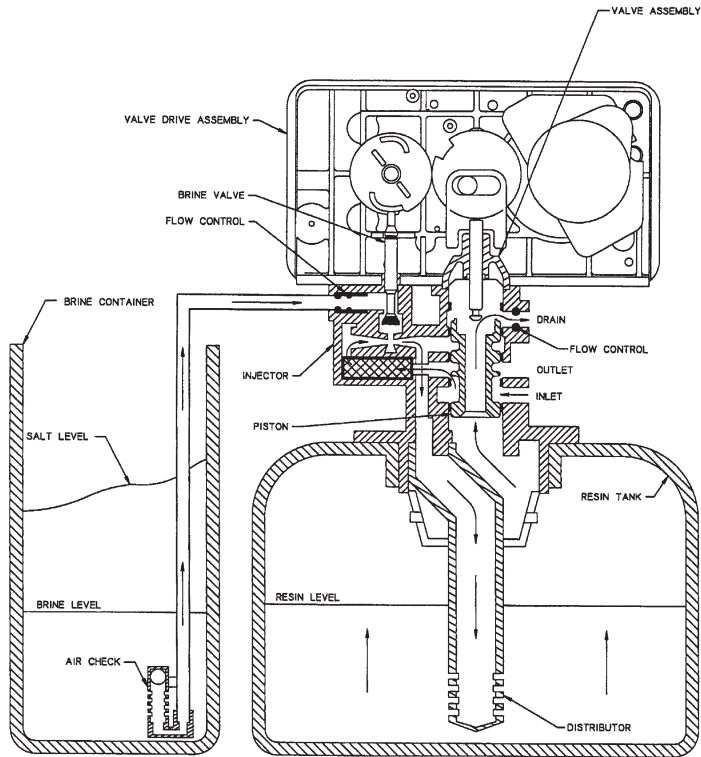 VALVE ASSEMBLY
VALVE DRIVE ASSEMBLY
BRINE VALVE
FLOW CONTROL
BRINE CONTAINER
DRAIN
FLOW CONTROL
INJECTOR
OUTLET
INLET
PISTON
SALT LEVEL
RESIN TANK
RESIN LEVEL
BRINE LEVEL
AIR CHECK
DISTRIBUTOR